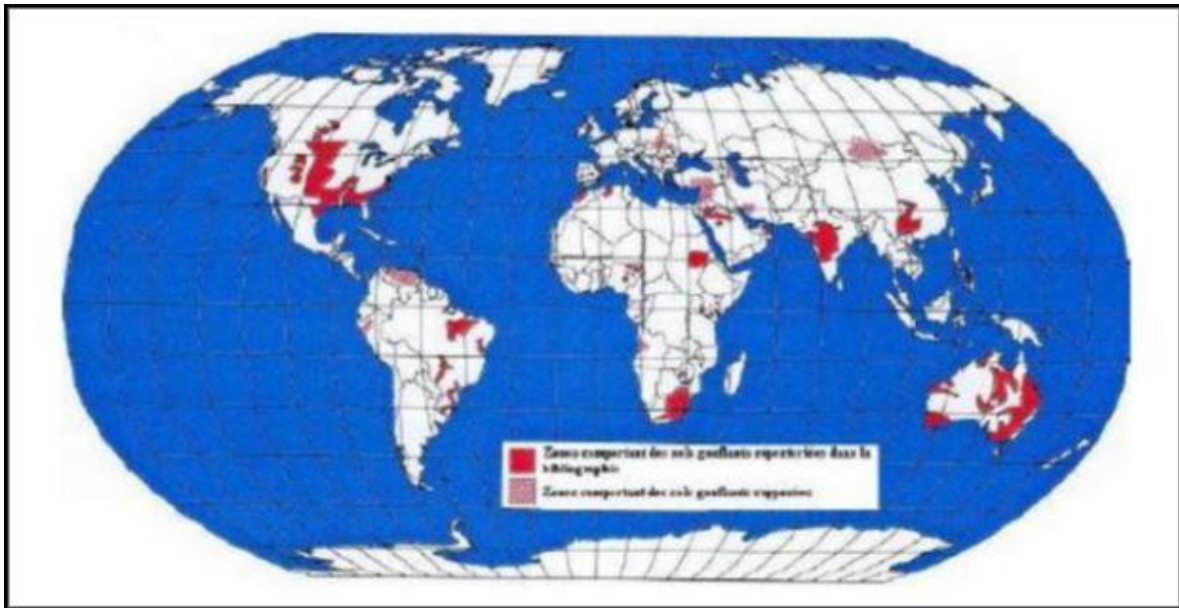 Zones comportant des sols gonflants répertoriées dans la
bibliographie
Zones comportant des sols gonflants supposées